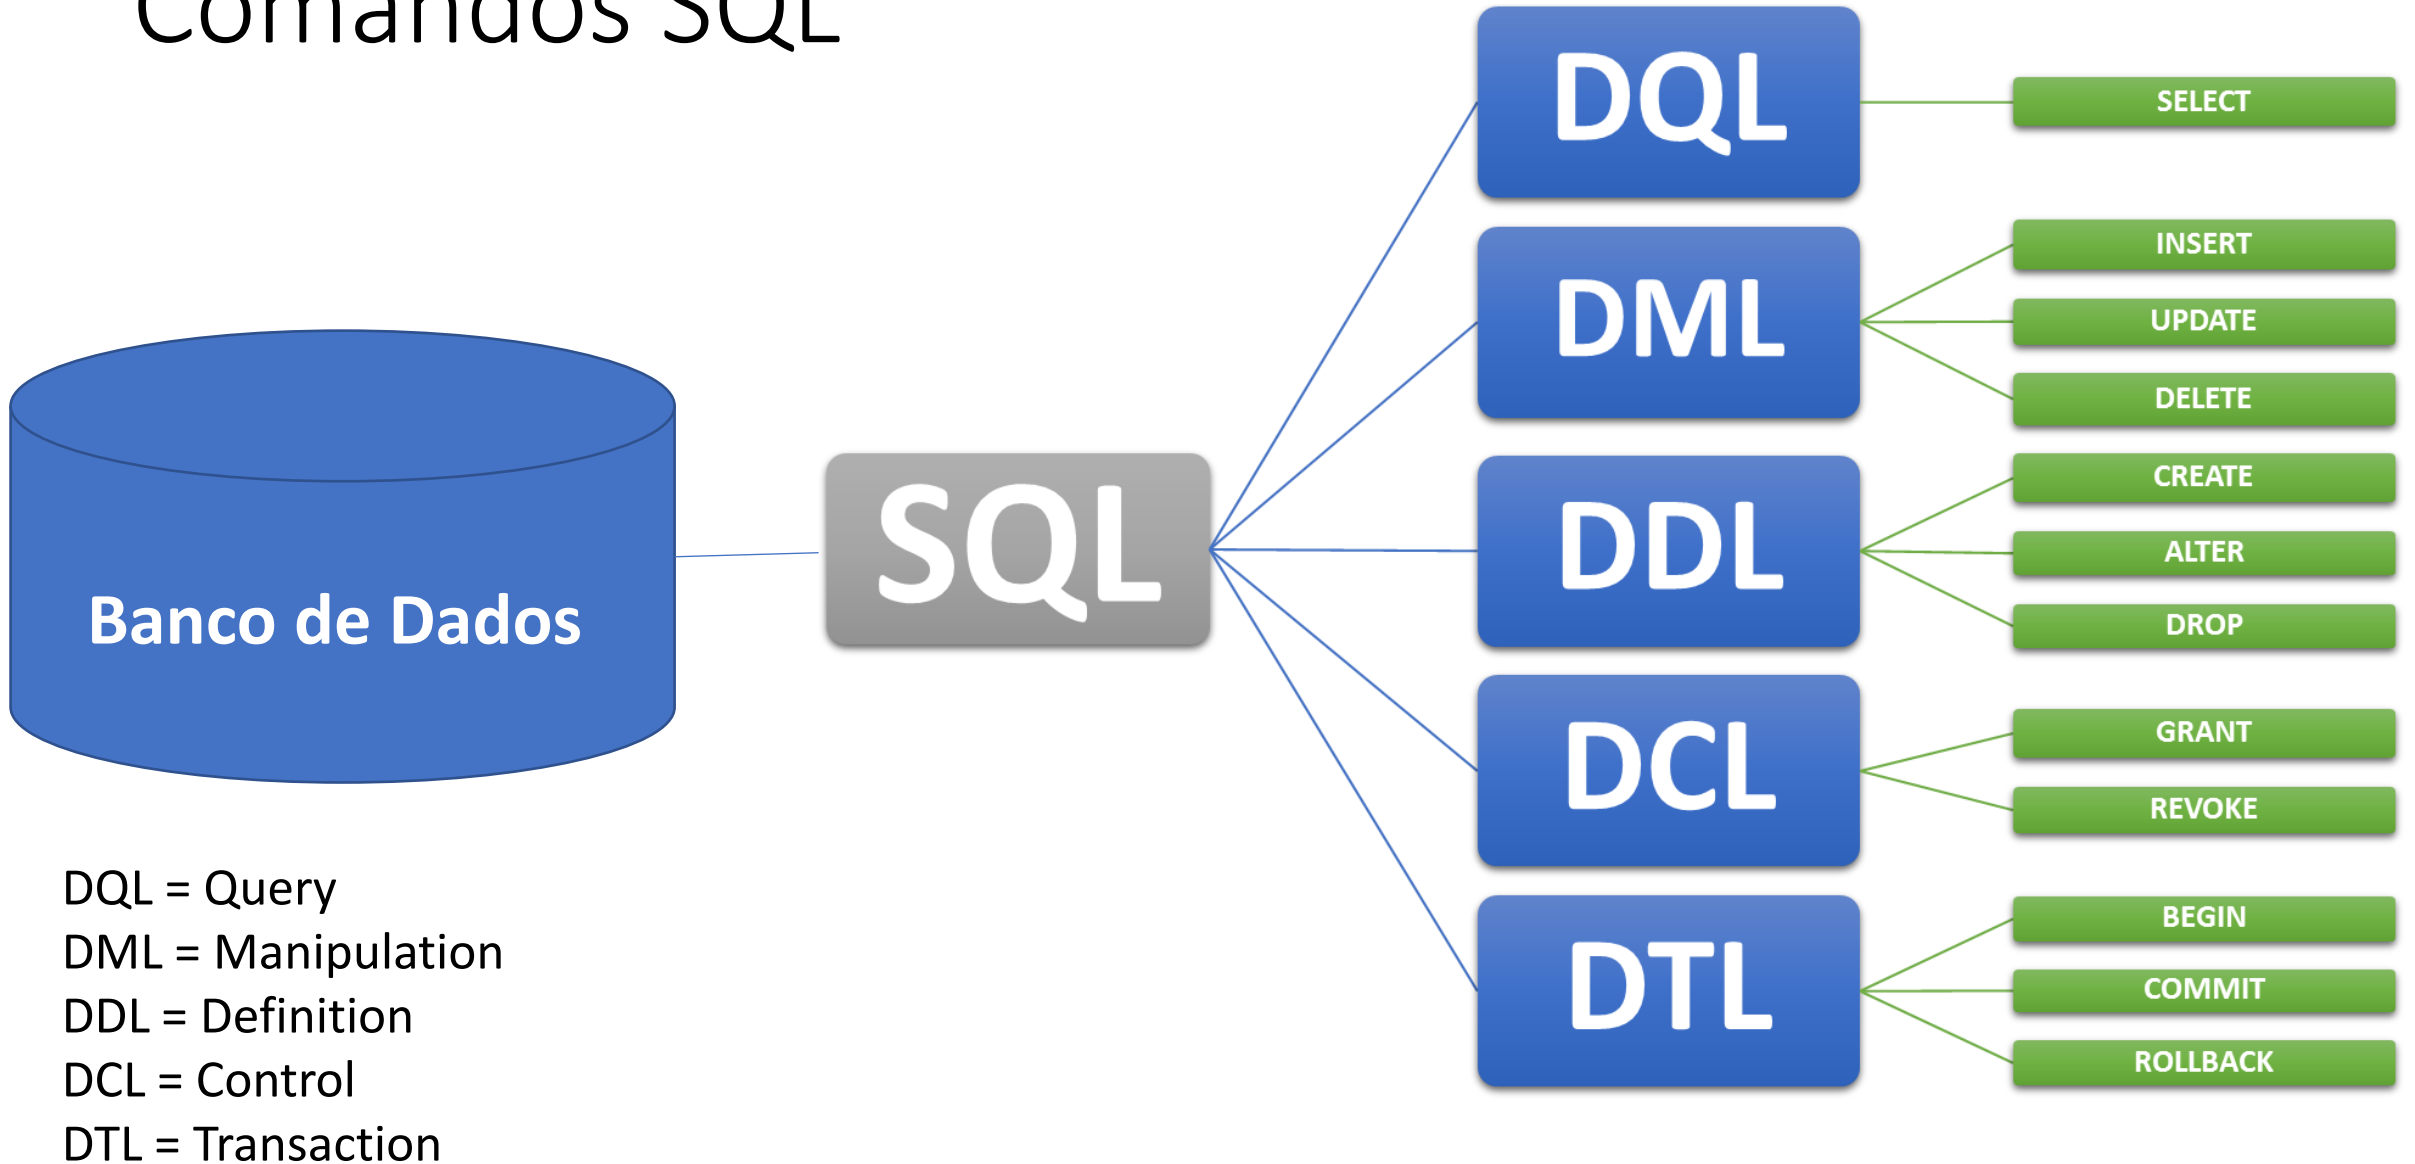 Comandos SQL
Banco de Dados
SQL
DQL
SELECT
DML
INSERT
UPDATE
DELETE
DDL
CREATE
ALTER
DROP
DCL
GRANT
REVOKE
DTL
BEGIN
COMMIT
ROLLBACK
DQL = Query
DML = Manipulation
DDL = Definition
DCL = Control
DTL = Transaction